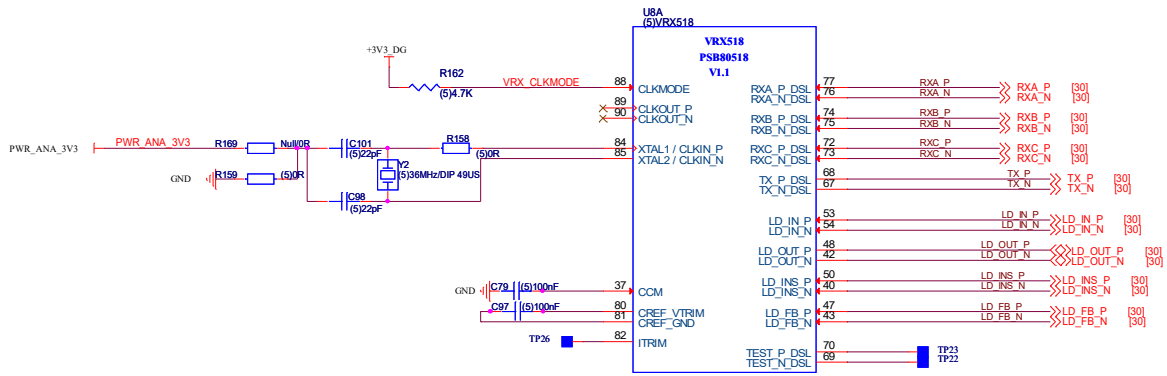 U8A
(5)VRX518
VRX518
PSB80518
V1.1
+3V3_DG
R162
(5)4.7K
VRX_CLKMODE
88
CLKMODE
89
CLKOUT_P
90
CLKOUT_N
PWR_ANA_3V3
PWR_ANA_3V3
R169
Null/0R
C101
(5)22pF
R158
(5)0R
84
XTAL1 / CLKIN_P
85
XTAL2 / CLKIN_N
GND
R159
(5)0R
Y2
(5)36MHz/DIP 49US
C98
(5)22pF
GND
C79
(5)100nF
37
CCM
C97
(5)100nF
80
CREF_VTRIM
81
CREF_GND
TP26
82
ITRIM
RXA_P_DSL
77
RXA_P
RXA_P
[30]
RXA_N_DSL
76
RXA_N
RXA_N
[30]
RXB_P_DSL
74
RXB_P
RXB_P
[30]
RXB_N_DSL
75
RXB_N
RXB_N
[30]
RXC_P_DSL
72
RXC_P
RXC_P
[30]
RXC_N_DSL
73
RXC_N
RXC_N
[30]
TX_P_DSL
68
TX_P
TX_P
[30]
TX_N_DSL
67
TX_N
TX_N
[30]
LD_IN_P
53
LD_IN_P
LD_IN_P
[30]
LD_IN_N
54
LD_IN_N
LD_IN_N
[30]
LD_OUT_P
48
LD_OUT_P
LD_OUT_P
[30]
LD_OUT_N
42
LD_OUT_N
LD_OUT_N
[30]
LD_INS_P
50
LD_INS_P
LD_INS_P
[30]
LD_INS_N
40
LD_INS_N
LD_INS_N
[30]
LD_FB_P
47
LD_FB_P
LD_FB_P
[30]
LD_FB_N
43
LD_FB_N
LD_FB_N
[30]
TEST_P_DSL
70
TP23
TEST_N_DSL
69
TP22